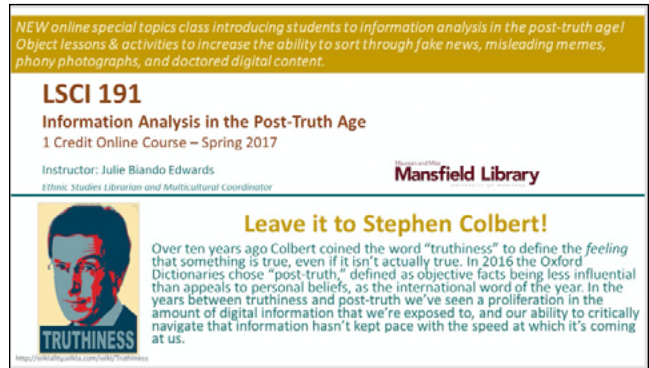 NEW online special topics class introducing students to information analysis in the post-truth age!
Object lessons & activities to increase the ability to sort through fake news, misleading memes,
phony photographs, and doctored digital content.
LSCI 191
Information Analysis in the Post-Truth Age
1 Credit Online Course – Spring 2017
Instructor: Julie Biando Edwards
Ethnic Studies Librarian and Multicultural Coordinator
Maureen and Mike
Mansfield Library
UNIVERSITY OF MONTANA
Leave it to Stephen Colbert!
Over ten years ago Colbert coined the word “truthiness” to define the feeling
that something is true, even if it isn’t actually true. In 2016 the Oxford
Dictionaries chose “post-truth,” defined as objective facts being less influential
than appeals to personal beliefs, as the international word of the year. In the
years between truthiness and post-truth we’ve seen a proliferation in the
amount of digital information that we’re exposed to, and our ability to critically
navigate that information hasn’t kept pace with the speed at which it’s coming
at us.
TRUTHINESS
http://wikiality.wikia.com/wiki/Truthiness